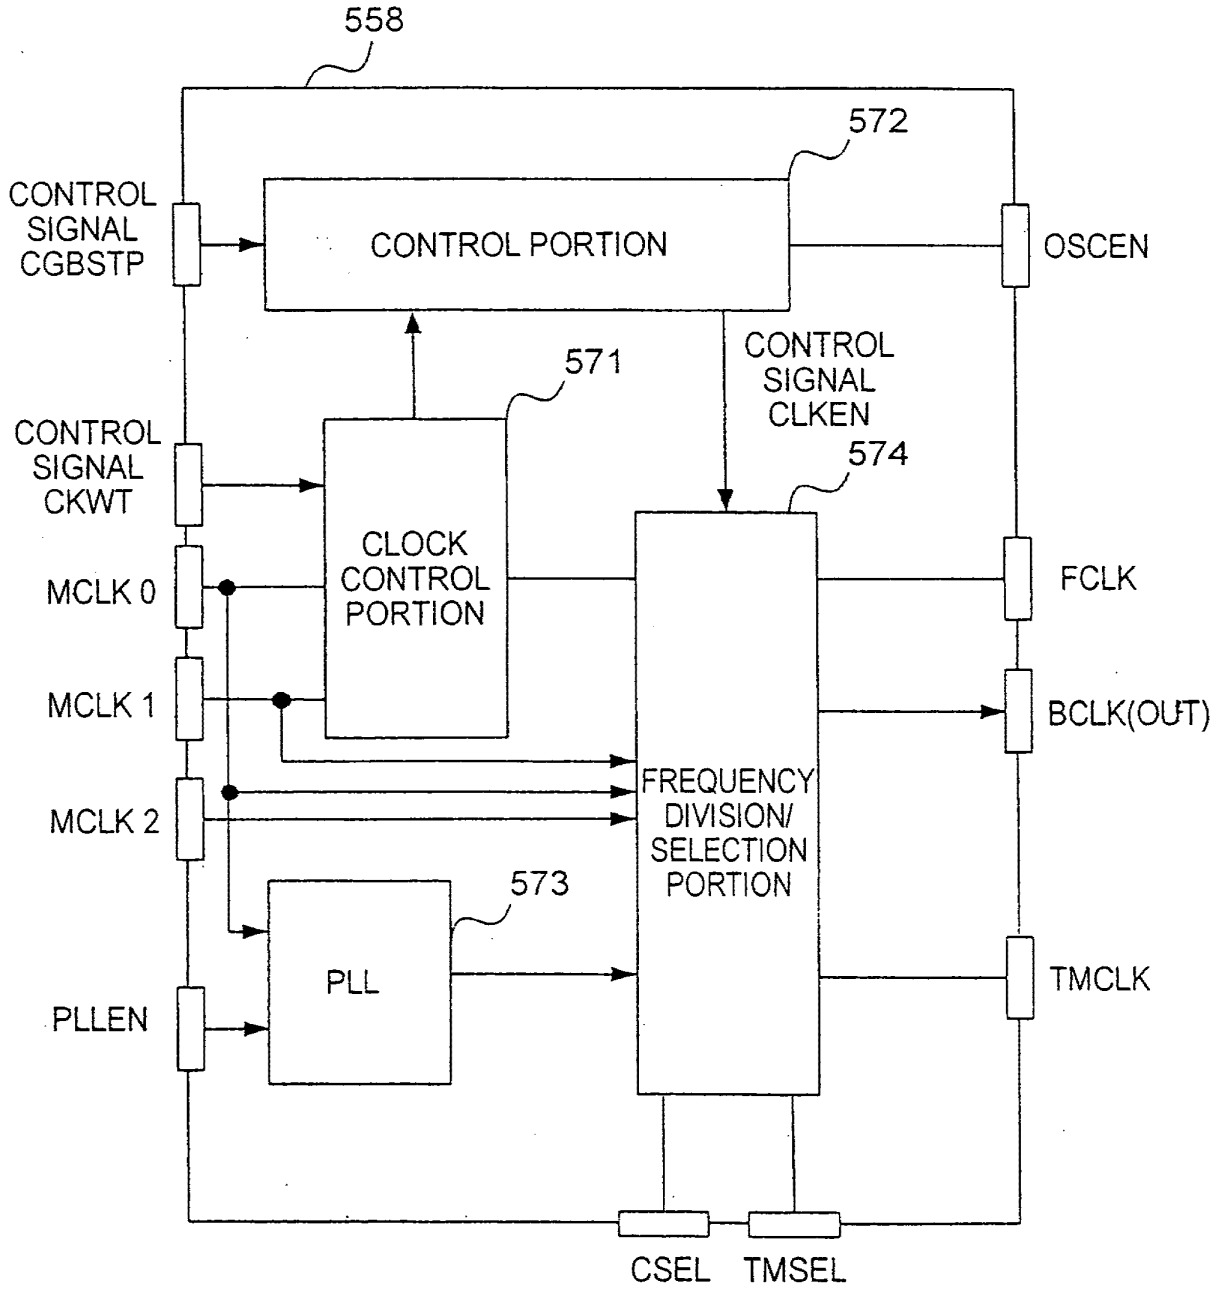 558
572
CONTROL
SIGNAL
CGBSTP
CONTROL PORTION
OSCEN
571
CONTROL
SIGNAL
CLKEN
CONTROL
SIGNAL
CKWT
574
CLOCK
CONTROL
PORTION
MCLK 0
FCLK
MCLK 1
BCLK(OUT)
MCLK 2
FREQUENCY
DIVISION/
SELECTION
PORTION
573
PLL
TMCLK
PLLEN
CSEL
TMSEL